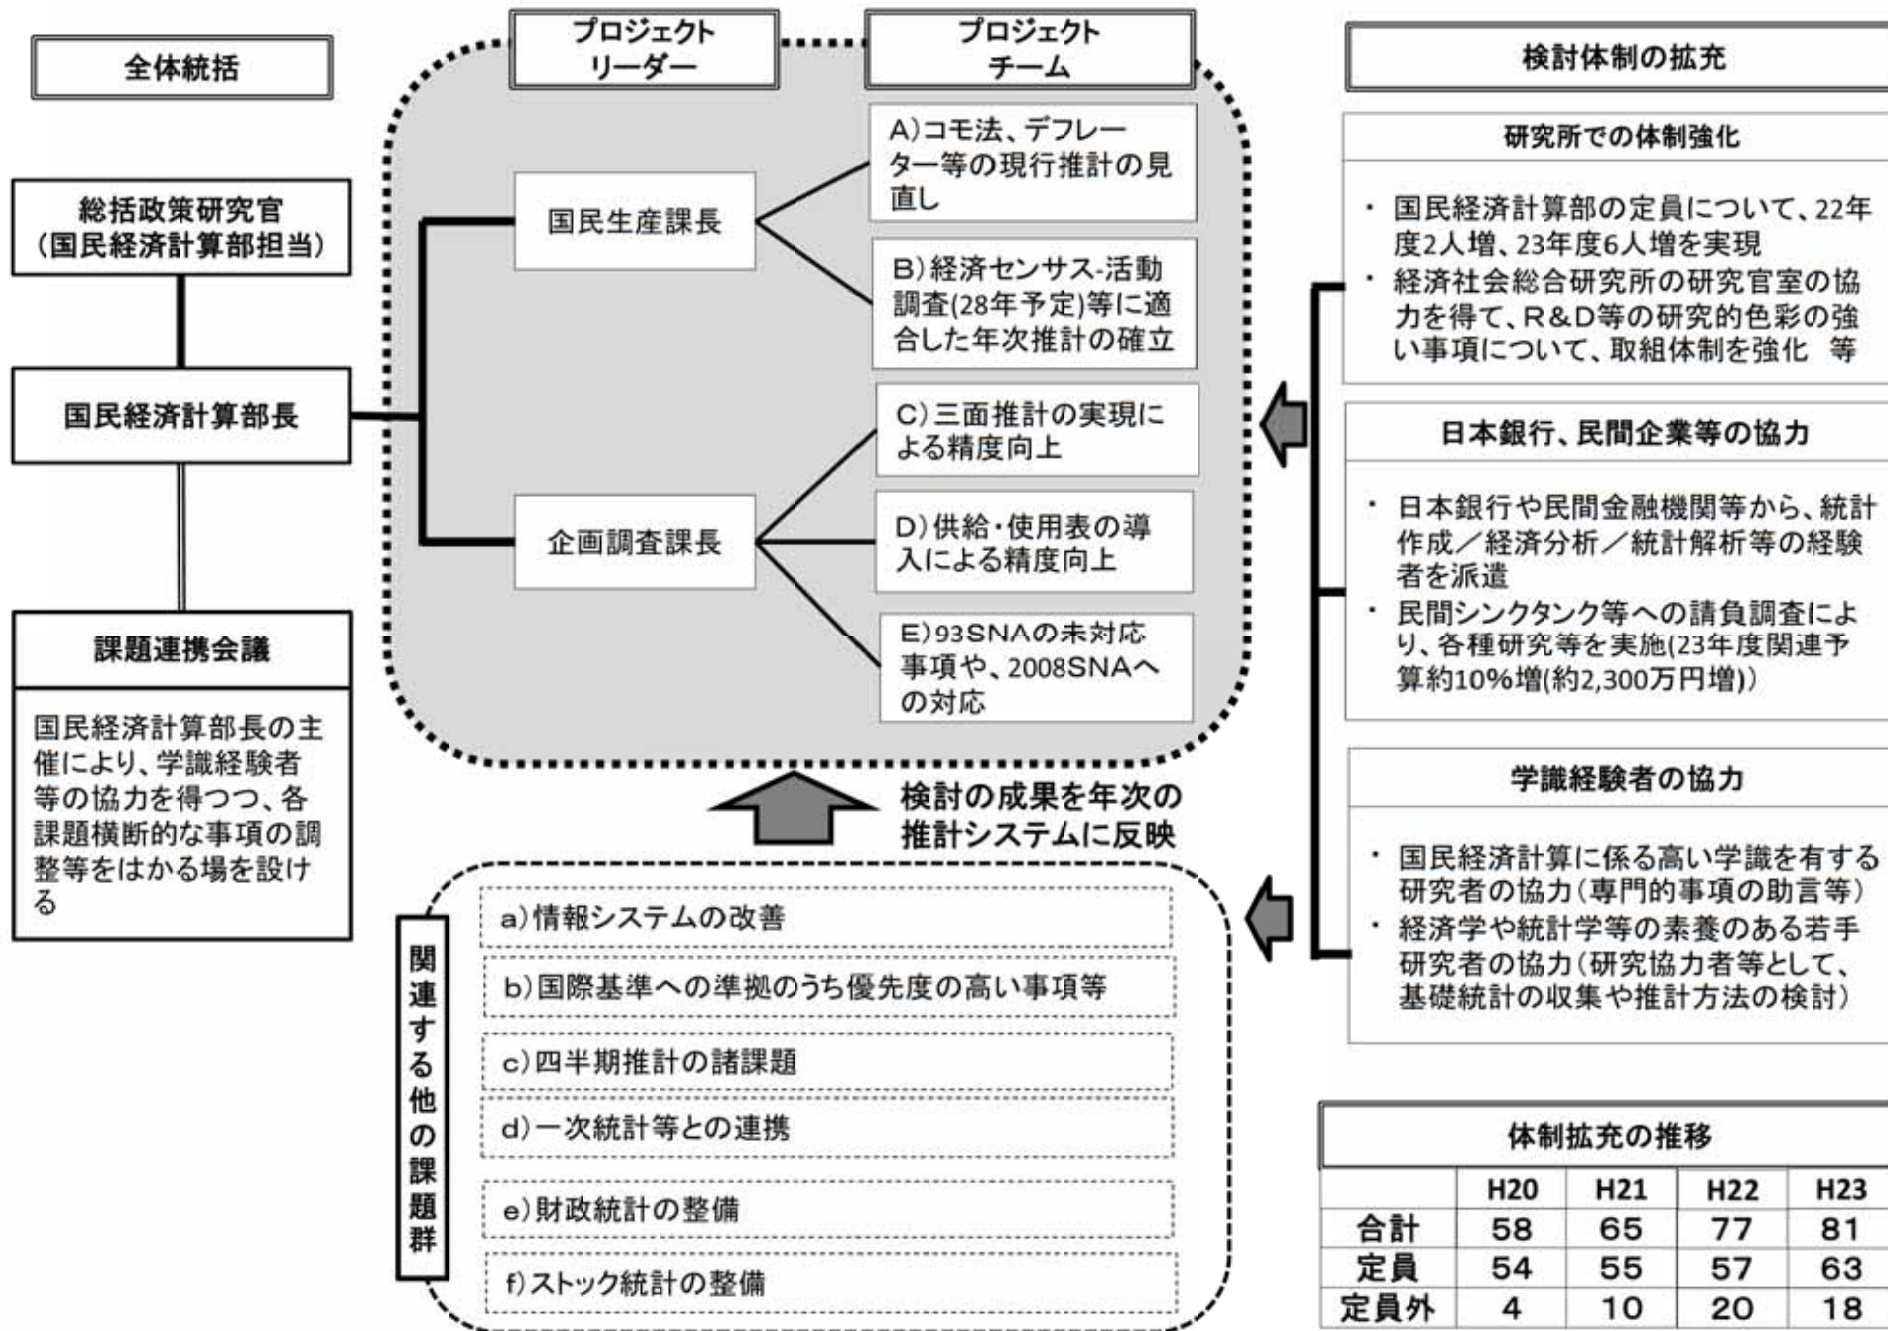 全体統括
総括政策研究官
（国民経済計算部担当）
国民経済計算部長
課題連携会議
国民経済計算部長の主
催により、学識経験者
等の協力を得つつ、各
課題横断的な事項の調
整等をはかる場を設け
る
プロジェクト
リーダー
国民生産課長
企画調査課長
プロジェクト
チーム
A）コモ法、デフレー
ター等の現行推計の見
直し
B）経済センサス-活動
調査(28年予定)等に適
合した年次推計の確立
C）三面推計の実現に
よる精度向上
D）供給・使用表の導
入による精度向上
E）93SNAの未対応
事項や、2008SNAへ
の対応
検討の成果を年次の
推計システムに反映
関連する他の課題群
a）情報システムの改善
b）国際基準への準拠のうち優先度の高い事項等
c）四半期推計の諸課題
d）一次統計等との連携
e）財政統計の整備
f）ストック統計の整備
検討体制の拡充
研究所での体制強化
・ 国民経済計算部の定員について、22年
度2人増、23年度6人増を実現
・ 経済社会総合研究所の研究官室の協
力を得て、R＆D等の研究的色彩の強
い事項について、取組体制を強化 等
日本銀行、民間企業等の協力
・ 日本銀行や民間金融機関等から、統計
作成／経済分析／統計解析等の経験
者を派遣
・ 民間シンクタンク等への請負調査によ
り、各種研究等を実施(23年度関連予
算約10%増(約2,300万円増)）
学識経験者の協力
・ 国民経済計算に係る高い学識を有する
研究者の協力（専門的事項の助言等）
・ 経済学や統計学等の素養のある若手
研究者の協力（研究協力者等として、
基礎統計の収集や推計方法の検討）
体制拡充の推移
H20 H21 H22 H23
合計 58 65 77 81
定員 54 55 57 63
定員外 4 10 20 18